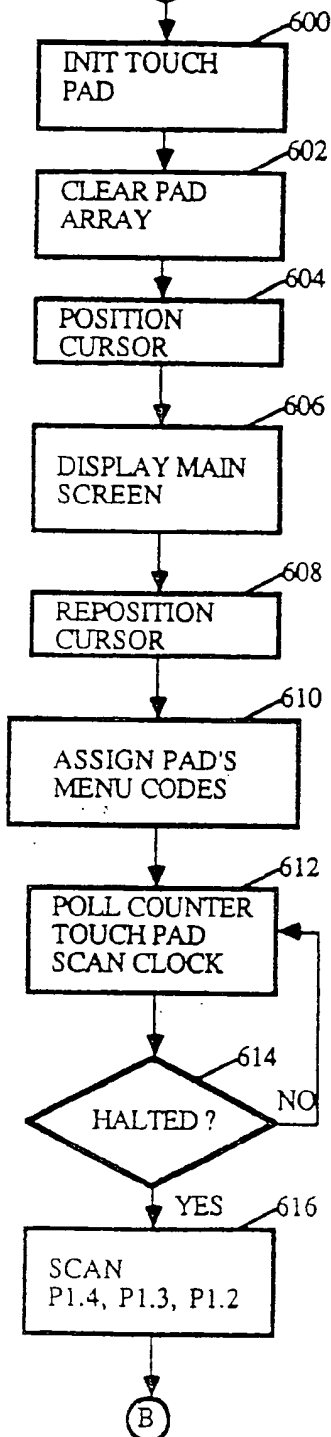 600
INIT TOUCH
PAD
602
CLEAR PAD
ARRAY
604
POSITION
CURSOR
606
DISPLAY MAIN
SCREEN
608
REPOSITION
CURSOR
610
ASSIGN PAD'S
MENU CODES
612
POLL COUNTER
TOUCH PAD
SCAN CLOCK
614
HALTED ?
NO
YES
616
SCAN
P1.4, P1.3, P1.2
B